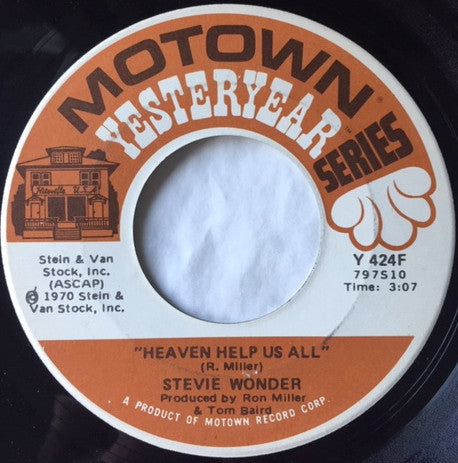 MOTOWN®
YESTERYEAR™
SERIES
Hitsville U.S.A.
Stein & Van
Stock, Inc.
(ASCAP)
℗ 1970 Stein &
Van Stock, Inc.
Y 424F
797S10
Time: 3:07
"HEAVEN HELP US ALL"
(R. Miller)
STEVIE WONDER
Produced by Ron Miller
& Tom Baird
A PRODUCT OF MOTOWN RECORD CORP.